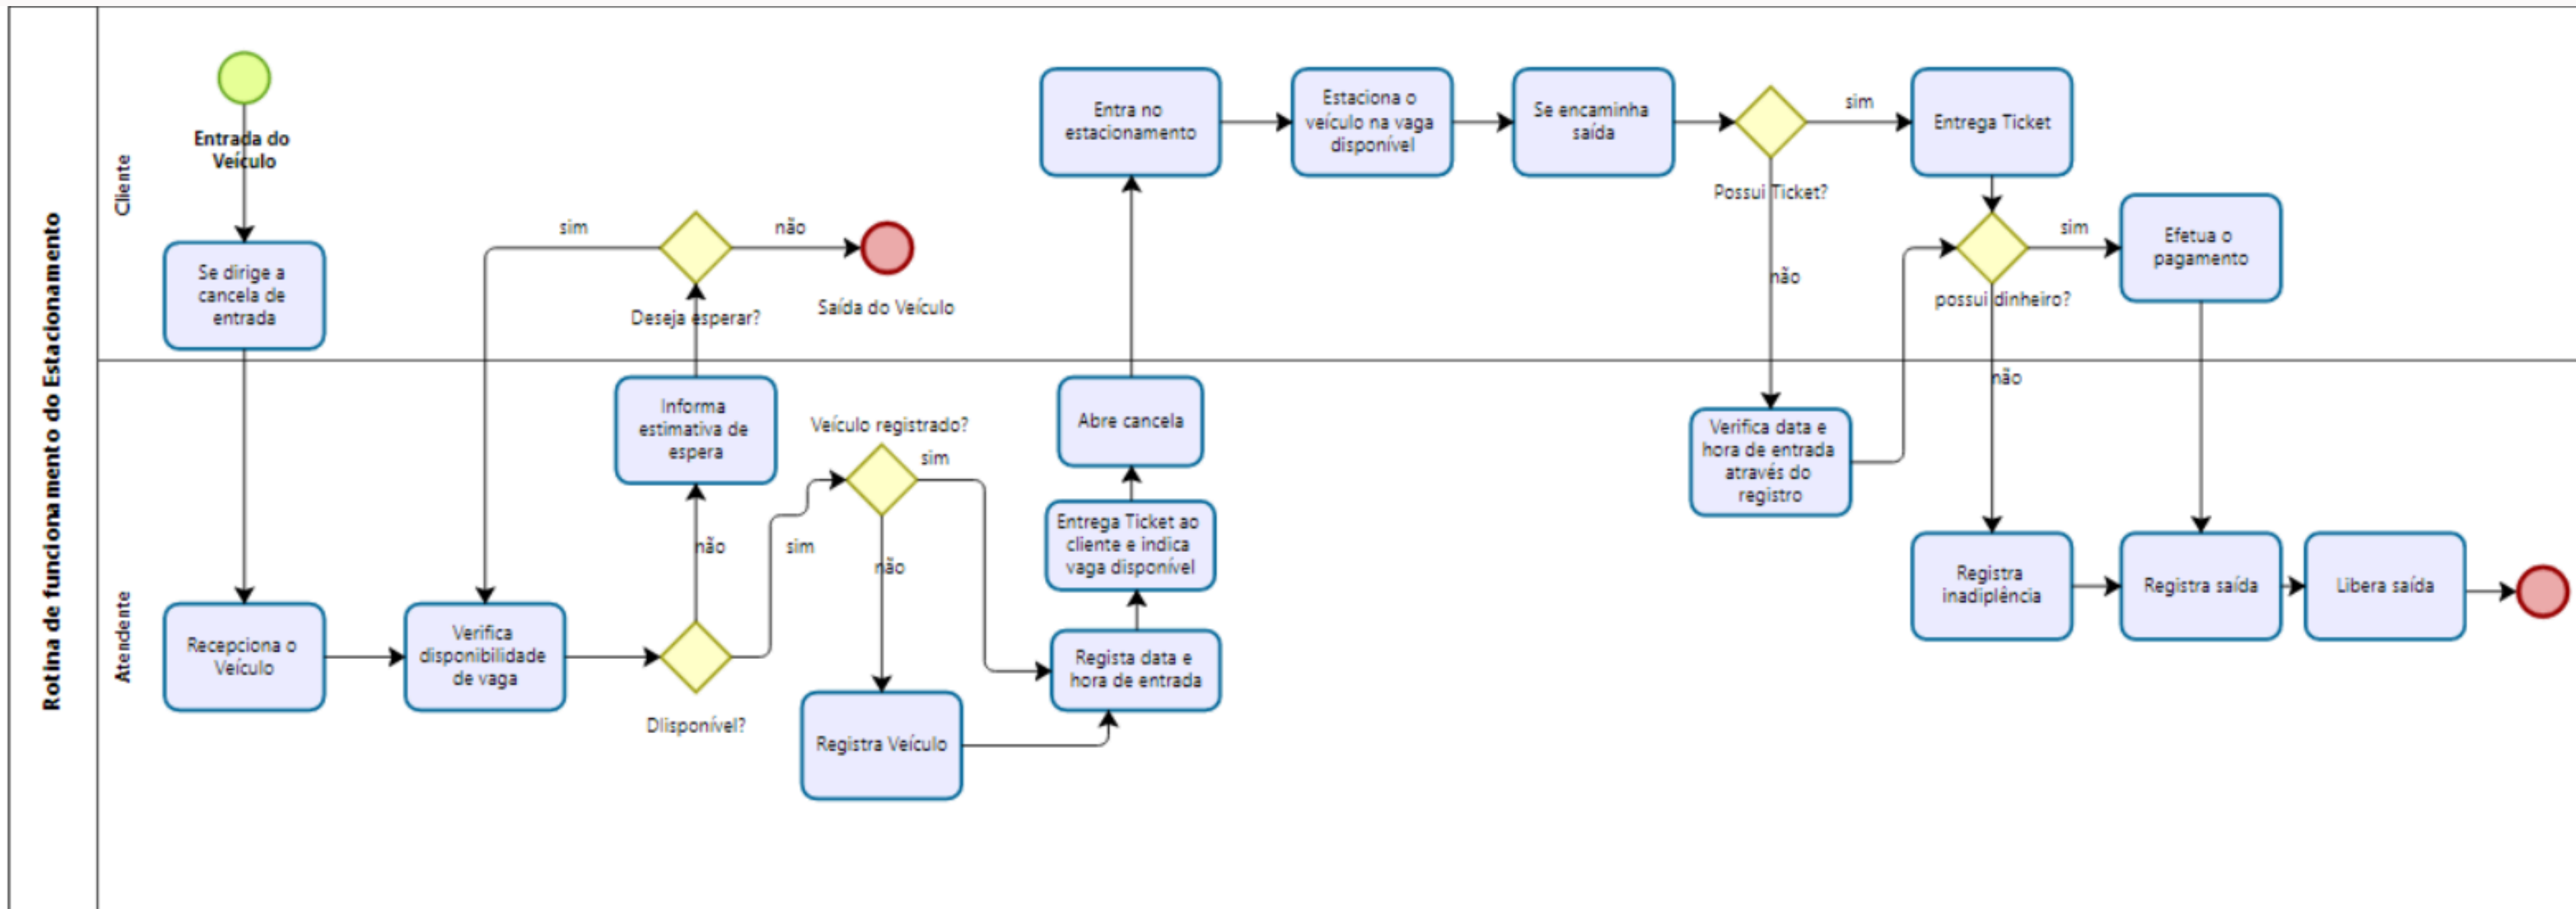 Rotina de funcionamento do Estacionamento
Cliente
Entrada do
Veículo
Se dirige a
cancela de
entrada
sim
não
Deseja esperar?
Saída do Veículo
Entra no
estacionamento
Estaciona o
veículo na vaga
disponível
Se encaminha
saída
Possui Ticket?
sim
não
Entrega Ticket
possui dinheiro?
sim
não
Efetua o
pagamento
Atendente
Recepciona o
Veículo
Verifica
disponibilidade
de vaga
DIisponível?
não
sim
Informa
estimativa de
espera
Veículo registrado?
sim
não
Registra Veículo
Regista data e
hora de entrada
Entrega Ticket ao
cliente e indica
vaga disponível
Abre cancela
Verifica data e
hora de entrada
através do
registro
Registra
inadiplência
Registra saída
Libera saída